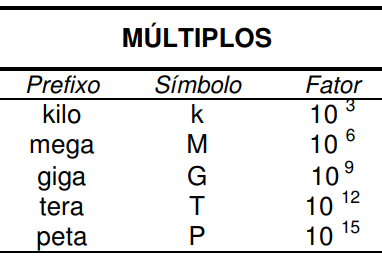 MÚLTIPLOS
Prefixo Símbolo Fator
kilo k 10 3
mega M 10 6
giga G 10 9
tera T 10 12
peta P 10 15